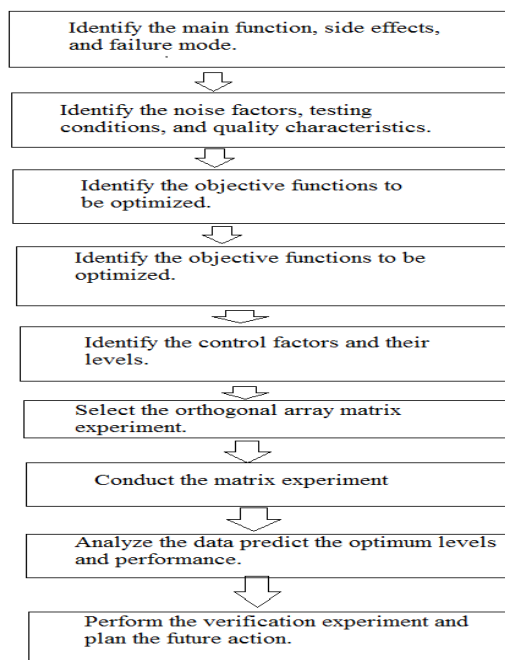 Identify the main function, side effects,
and failure mode.
Identify the noise factors, testing
conditions, and quality characteristics.
Identify the objective functions to
be optimized.
Identify the objective functions to be
optimized.
Identify the control factors and their
levels.
Select the orthogonal array matrix
experiment.
Conduct the matrix experiment
Analyze the data predict the optimum levels
and performance.
Perform the verification experiment and
plan the future action.